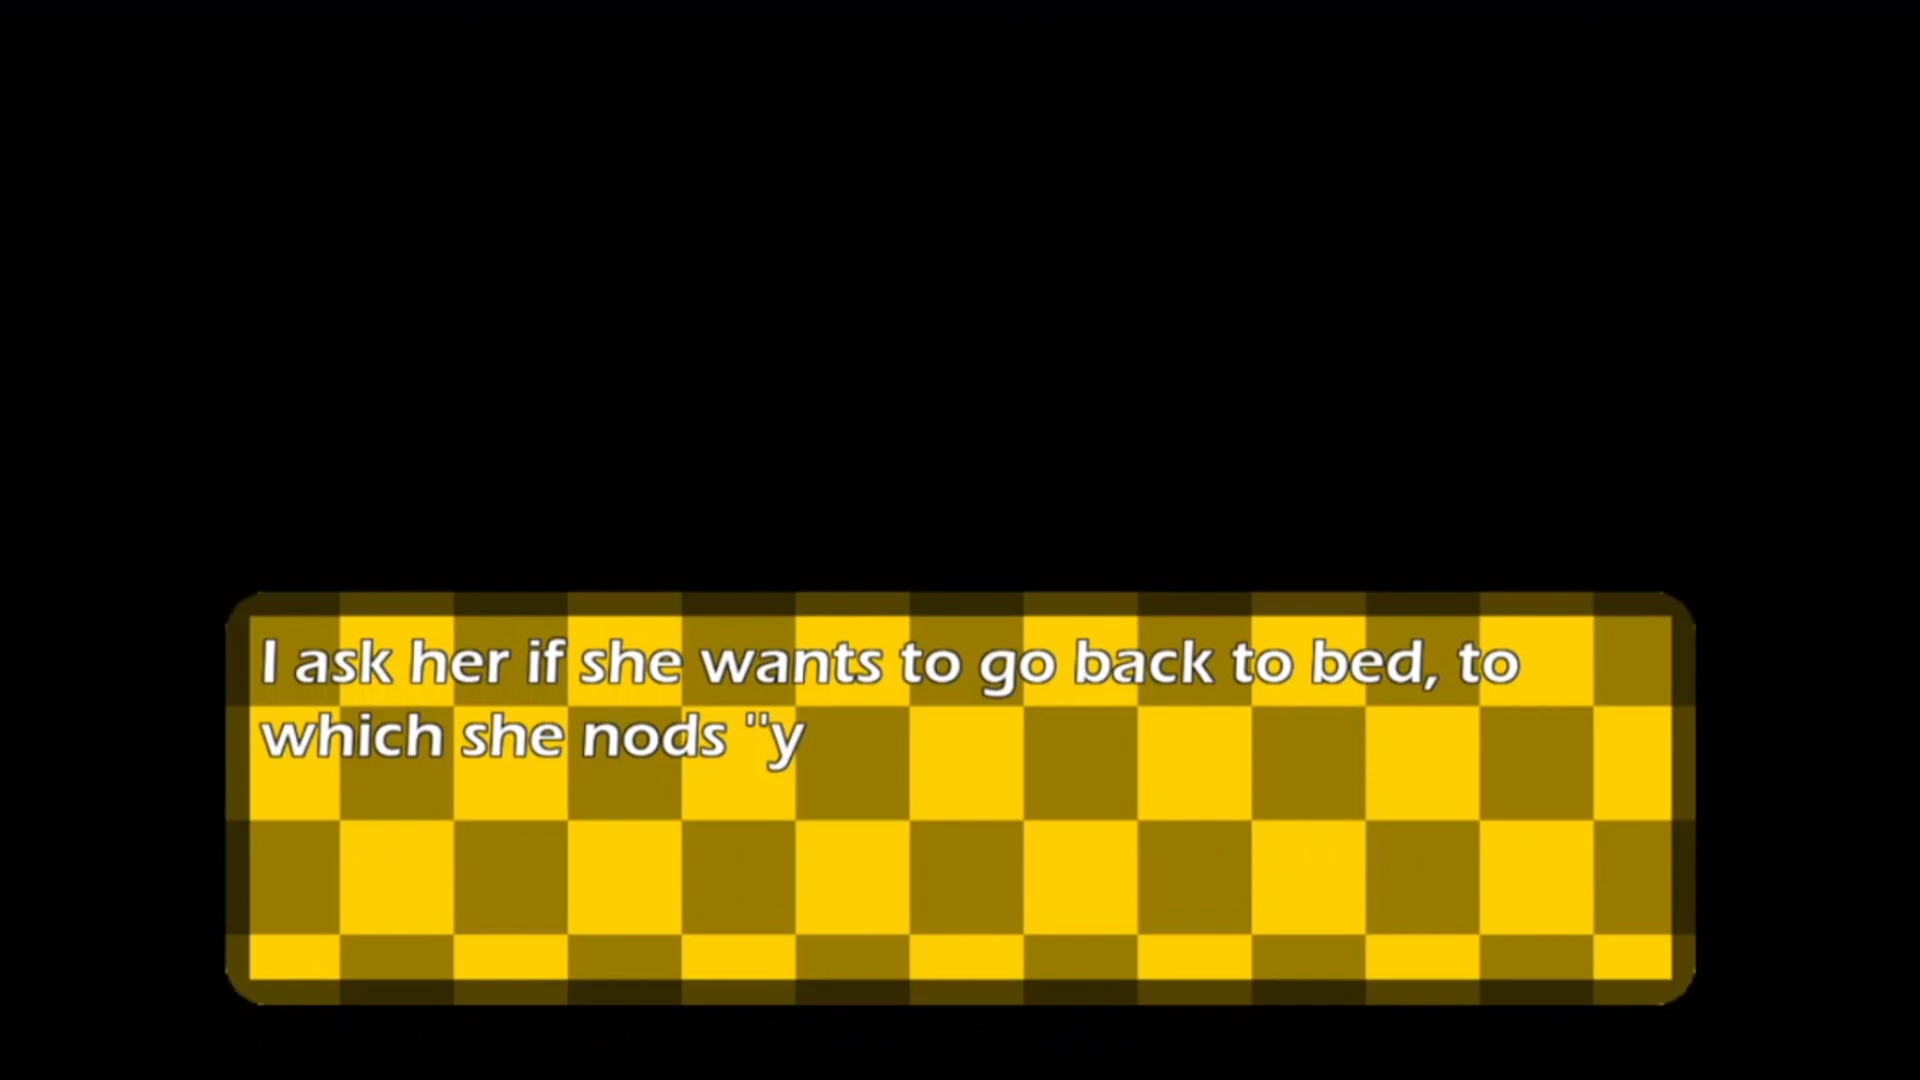 I ask her if she wants to go back to bed, to
which she nods "y